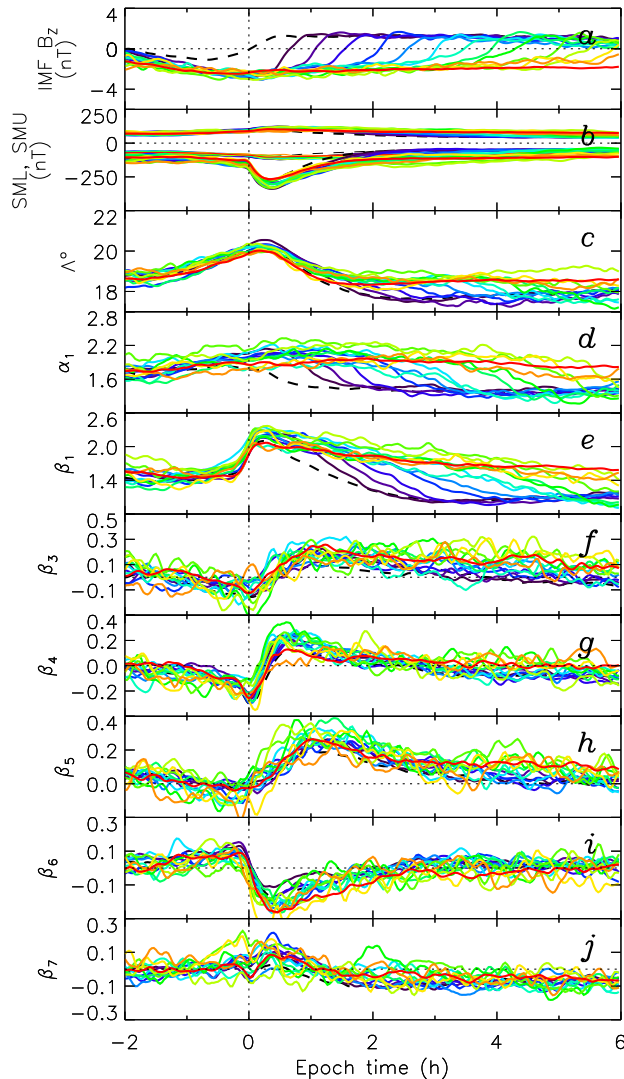 4
0
−4
IMF Bz
(nT)
a
250
0
−250
SML, SMU
(nT)
b
22
20
18
Λ°
c
2.8
2.2
1.6
α1
d
2.6
2.0
1.4
β1
e
0.5
0.3
0.1
−0.1
β3
f
0.4
0.2
0.0
−0.2
β4
g
0.4
0.2
0.0
β5
h
0.3
0.1
−0.1
β6
i
0.3
0.1
−0.1
−0.3
β7
j
−2 0 2 4 6
Epoch time (h)